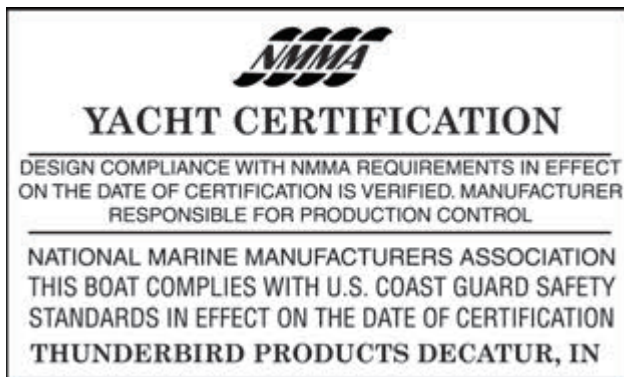 NMMA
YACHT CERTIFICATION
DESIGN COMPLIANCE WITH NMMA REQUIREMENTS IN EFFECT
ON THE DATE OF CERTIFICATION IS VERIFIED. MANUFACTURER
RESPONSIBLE FOR PRODUCTION CONTROL
NATIONAL MARINE MANUFACTURERS ASSOCIATION
THIS BOAT COMPLIES WITH U.S. COAST GUARD SAFETY
STANDARDS IN EFFECT ON THE DATE OF CERTIFICATION
THUNDERBIRD PRODUCTS DECATUR, IN